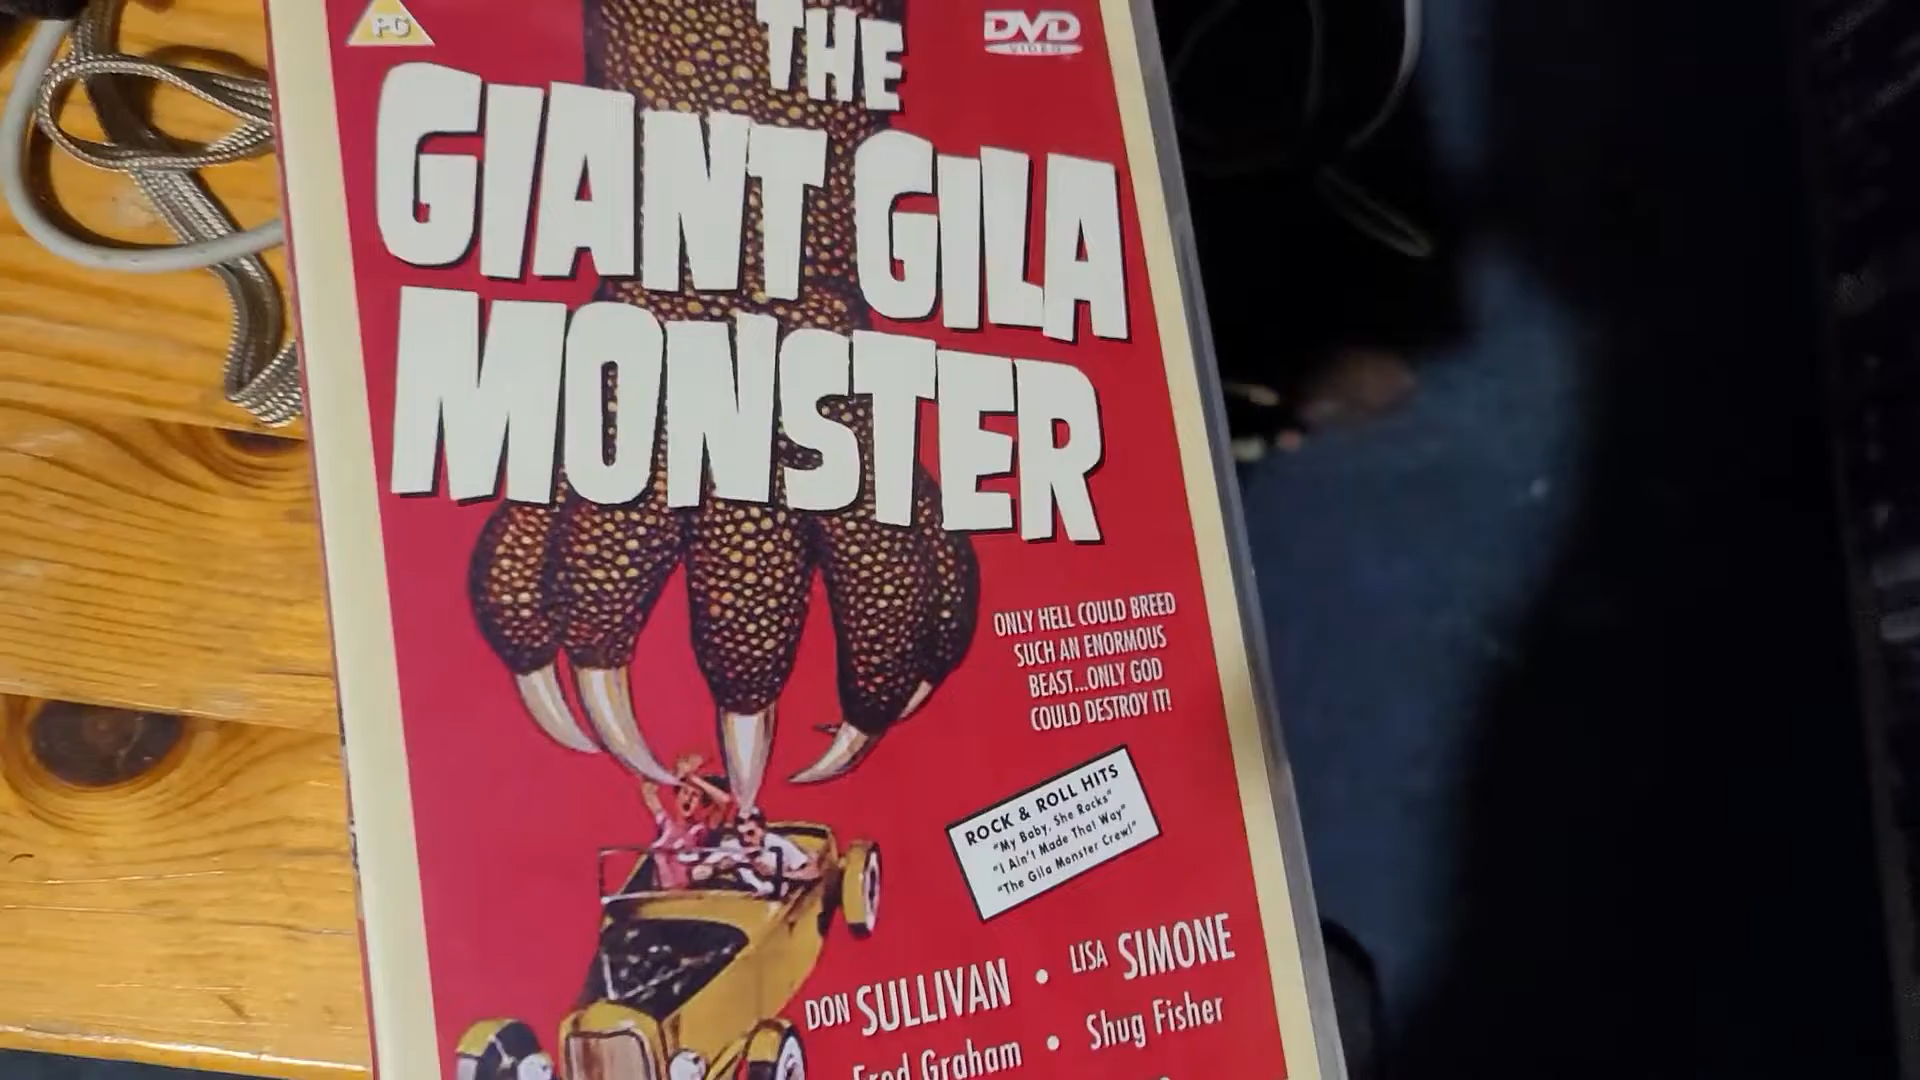 PG
THE
DVD
VIDEO
GIANT GILA
MONSTER
ONLY HELL COULD BREED
SUCH AN ENORMOUS
BEAST...ONLY GOD
COULD DESTROY IT!
ROCK & ROLL HITS
"My Baby, She Rocks"
"I Ain't Made That Way"
"The Gila Monster Crew!"
DON SULLIVAN • LISA SIMONE
Fred Graham • Shug Fisher